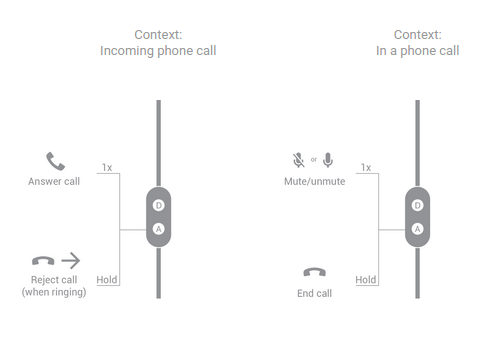 Context:
Incoming phone call
Context:
In a phone call
1x
Answer call
D
A
Hold
Reject call
(when ringing)
or
1x
Mute/unmute
D
A
Hold
End call